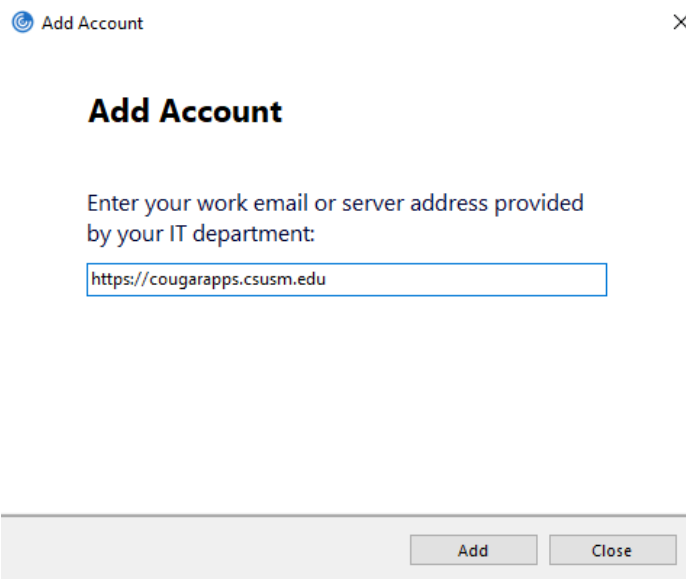 Add Account
Add Account
Enter your work email or server address provided
by your IT department:
https://cougarapps.csusm.edu
Add Close